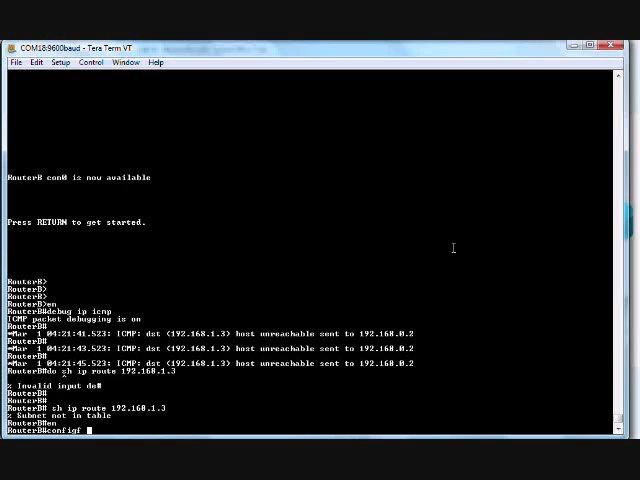 COM18:9600baud - Tera Term VT
File Edit Setup Control Window Help
RouterB con0 is now available
Press RETURN to get started.
RouterB>
RouterB>
RouterB>
RouterB>en
RouterB#debug ip icmp
ICMP packet debugging is on
RouterB#
*Mar 1 04:21:41.523: ICMP: dst (192.168.1.3) host unreachable sent to 192.168.0.2
RouterB#
*Mar 1 04:21:43.523: ICMP: dst (192.168.1.3) host unreachable sent to 192.168.0.2
RouterB#
*Mar 1 04:21:45.523: ICMP: dst (192.168.1.3) host unreachable sent to 192.168.0.2
RouterB#do sh ip route 192.168.1.3
^
% Invalid input de#
RouterB#
RouterB#
RouterB# sh ip route 192.168.1.3
% Subnet not in table
RouterB#en
RouterB#configf